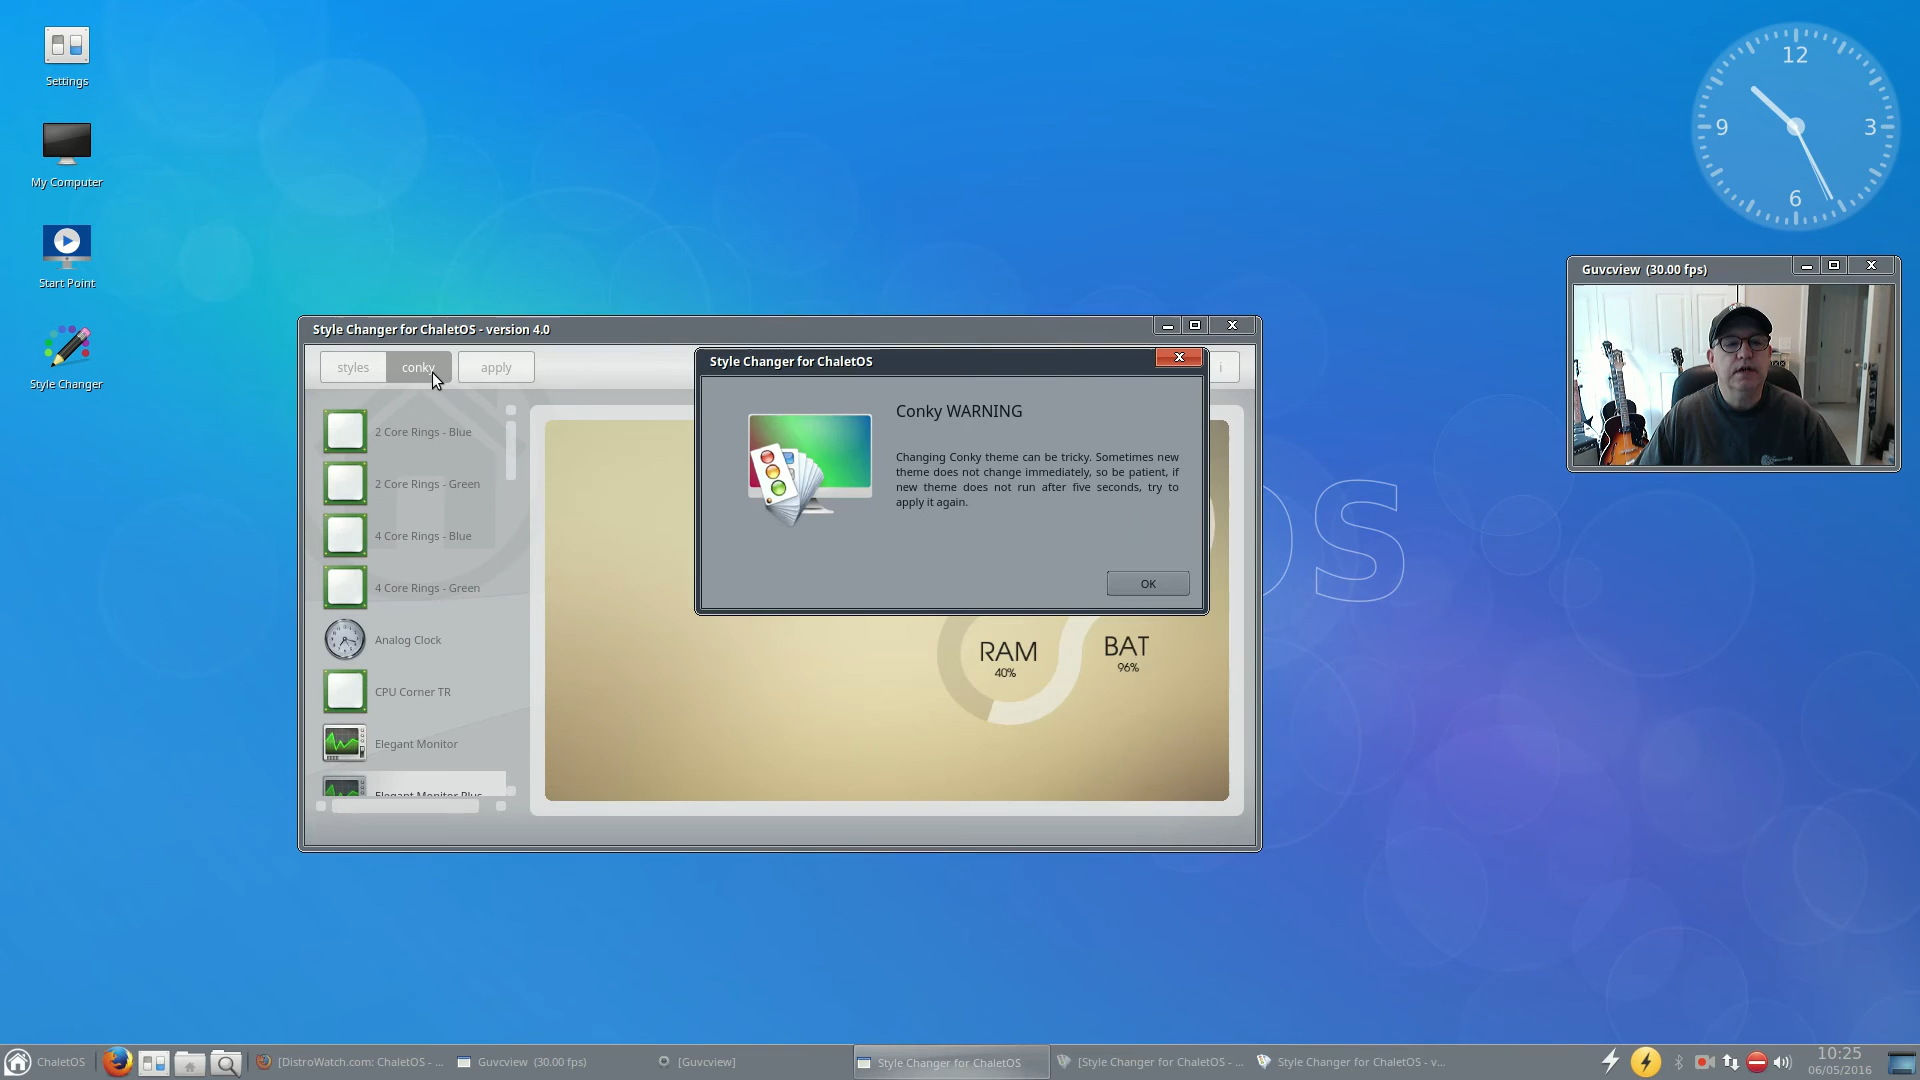 Settings
My Computer
Start Point
Style Changer
12
3
6
9
Guvcview (30.00 fps)
Style Changer for ChaletOS - version 4.0
styles
conky
apply
i
2 Core Rings - Blue
2 Core Rings - Green
4 Core Rings - Blue
4 Core Rings - Green
Analog Clock
CPU Corner TR
Elegant Monitor
Elegant Monitor Plus
Style Changer for ChaletOS
Conky WARNING
Changing Conky theme can be tricky. Sometimes new
theme does not change immediately, so be patient, if
new theme does not run after five seconds, try to
apply it again.
OK
RAM
40%
BAT
96%
OS
ChaletOS
[DistroWatch.com: ChaletOS - ...
Guvcview (30.00 fps)
[Guvcview]
Style Changer for ChaletOS
[Style Changer for ChaletOS - ...
Style Changer for ChaletOS - v...
10:25
06/05/2016